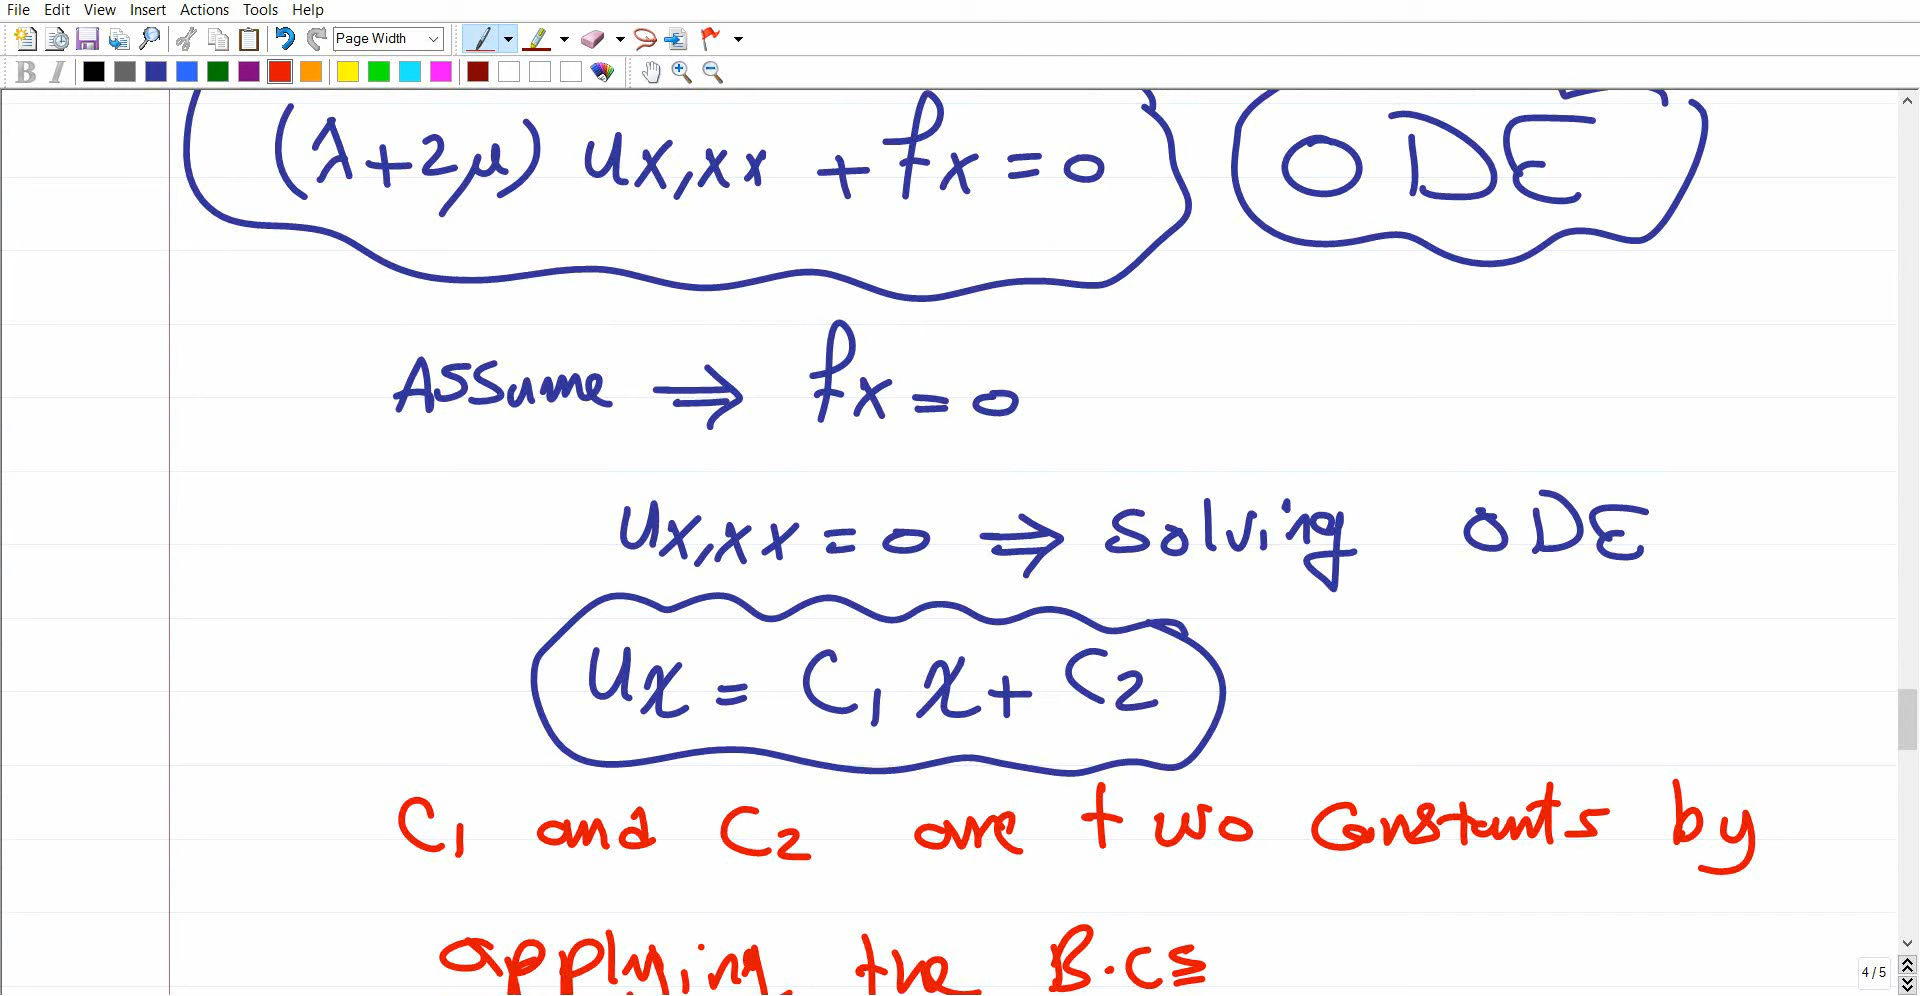 File Edit View Insert Actions Tools Help
Page Width
B I
(λ+2μ) ux,xx + fx = 0 ODE
Assume ⇒ fx = 0
ux,xx = 0 ⇒ solving ODE
ux = C1 x + C2
C1 and C2 are two constants by
applying the B.Cs
4/5